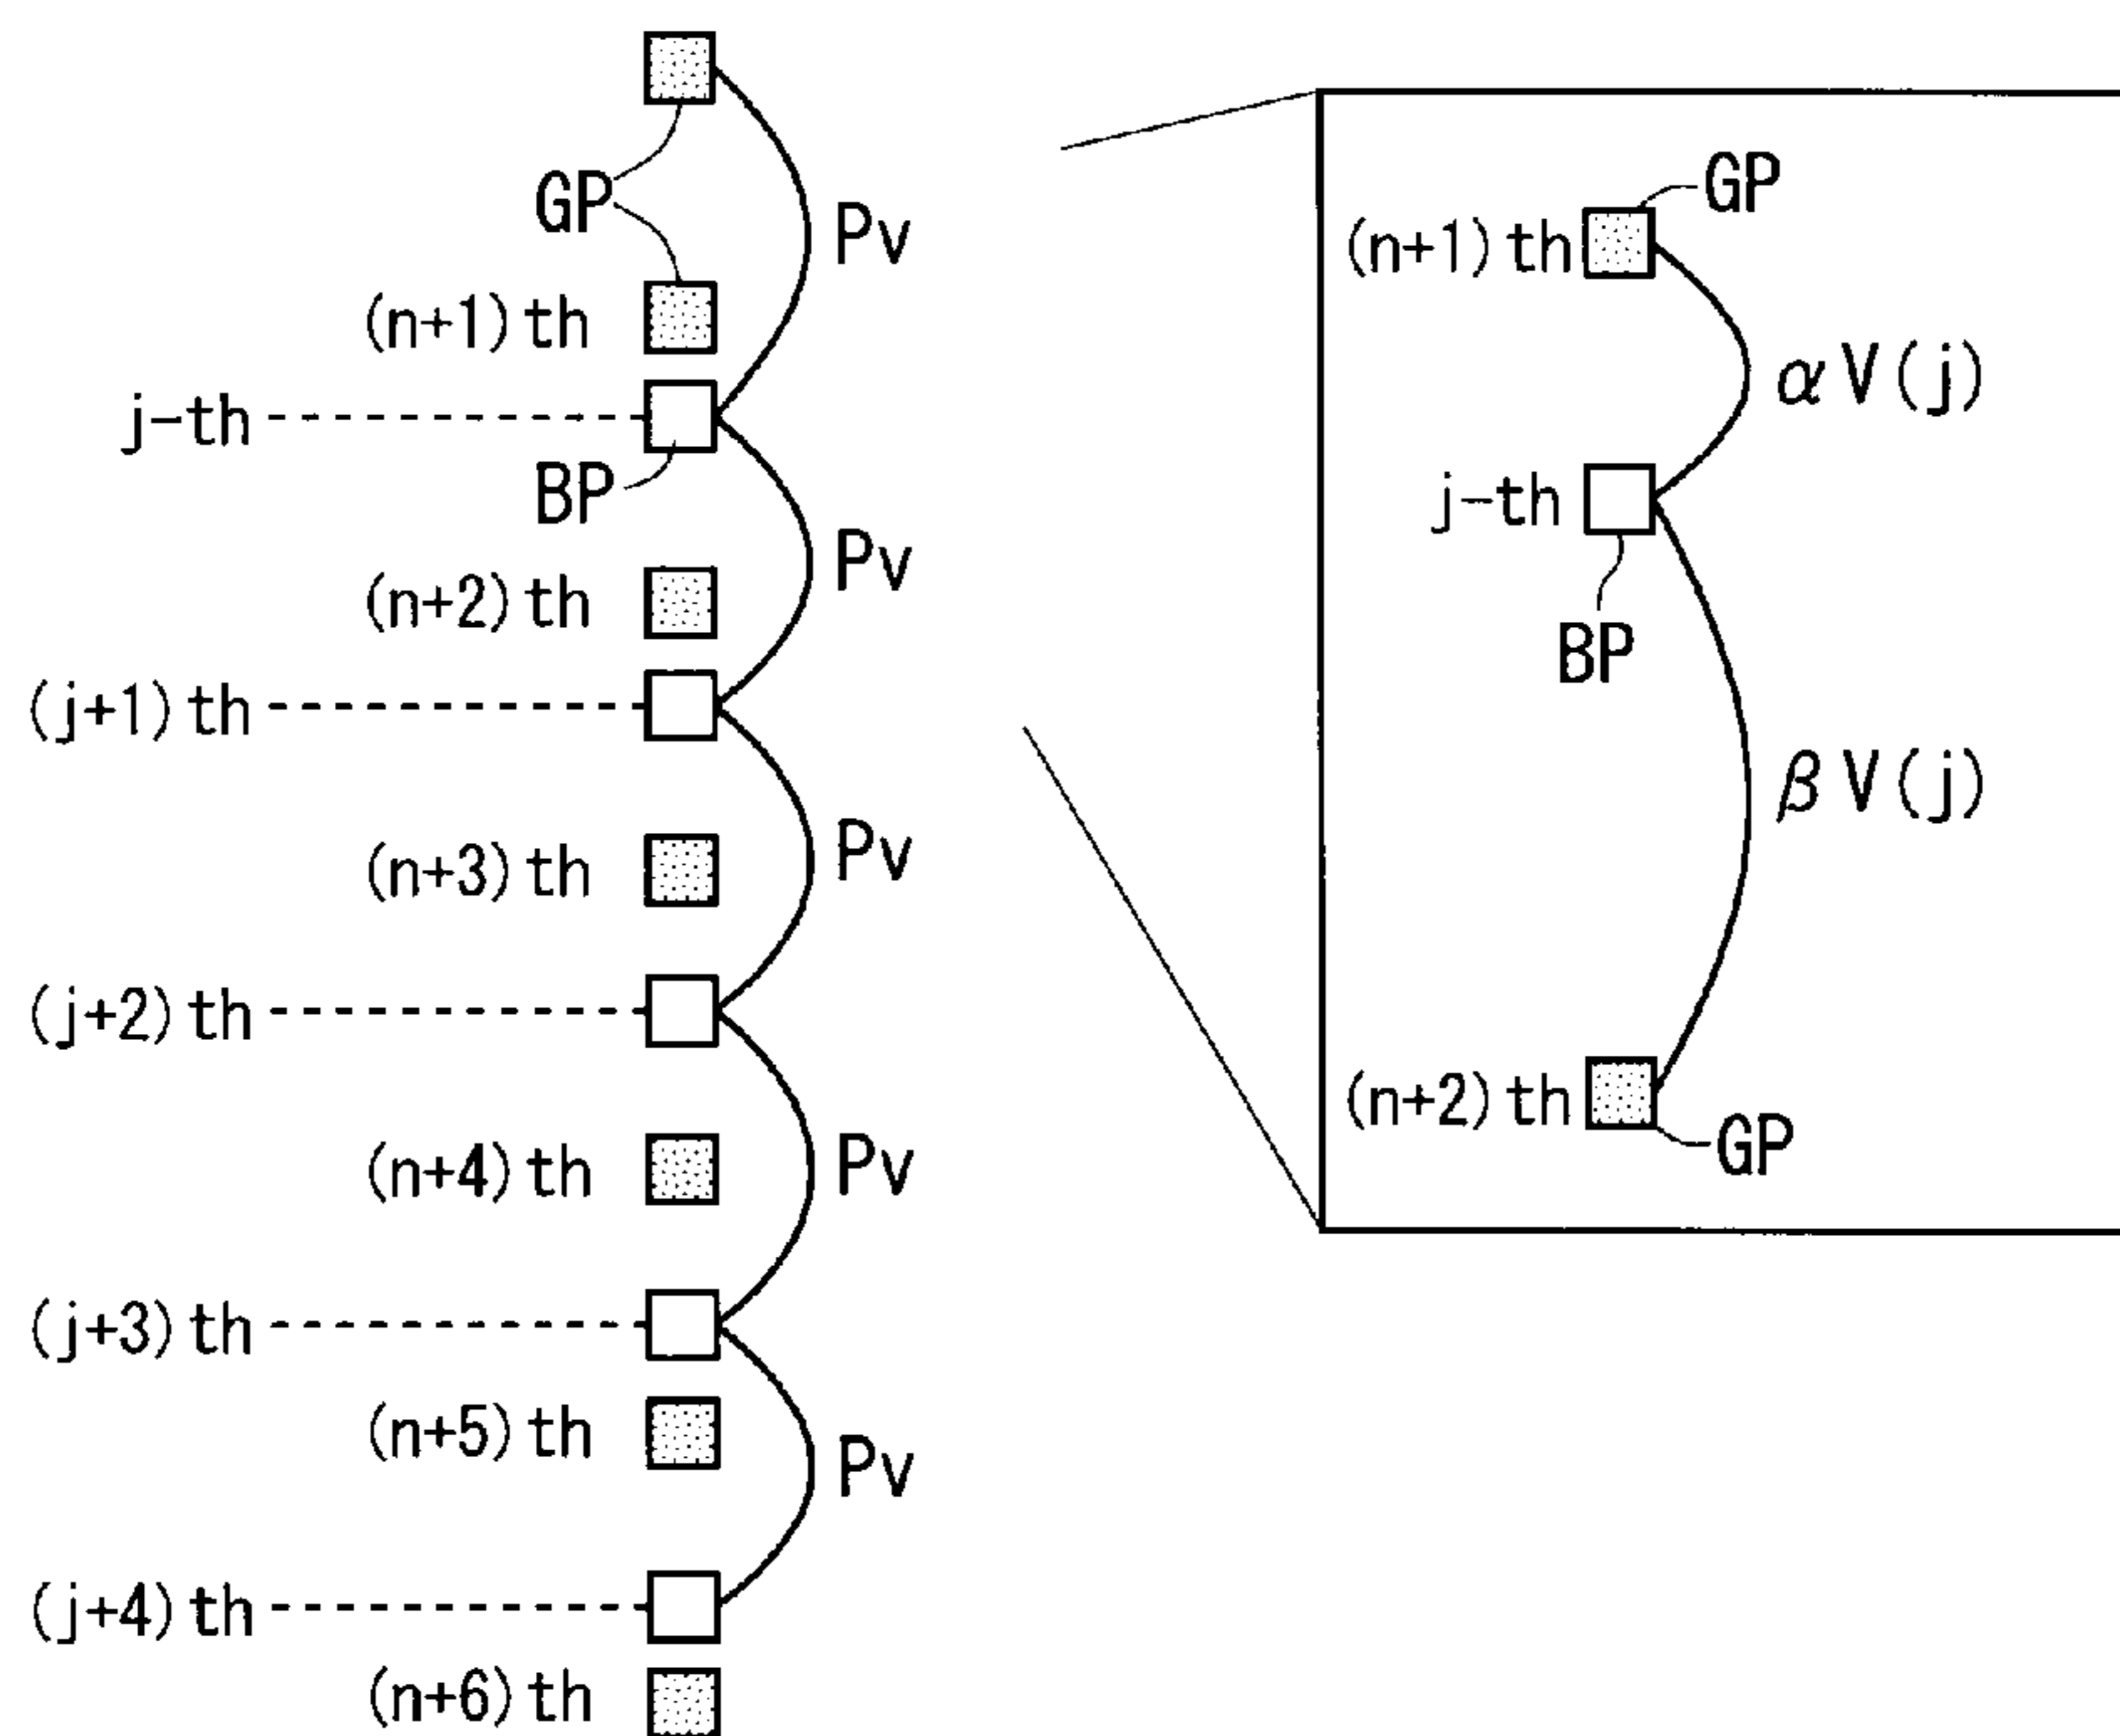 GP
Pv
(n+1)th
j-th
BP
Pv
(n+2)th
(j+1)th
Pv
(n+3)th
(j+2)th
Pv
(n+4)th
(j+3)th
Pv
(n+5)th
(j+4)th
(n+6)th
GP
(n+1)th
αV(j)
j-th
BP
βV(j)
(n+2)th
GP